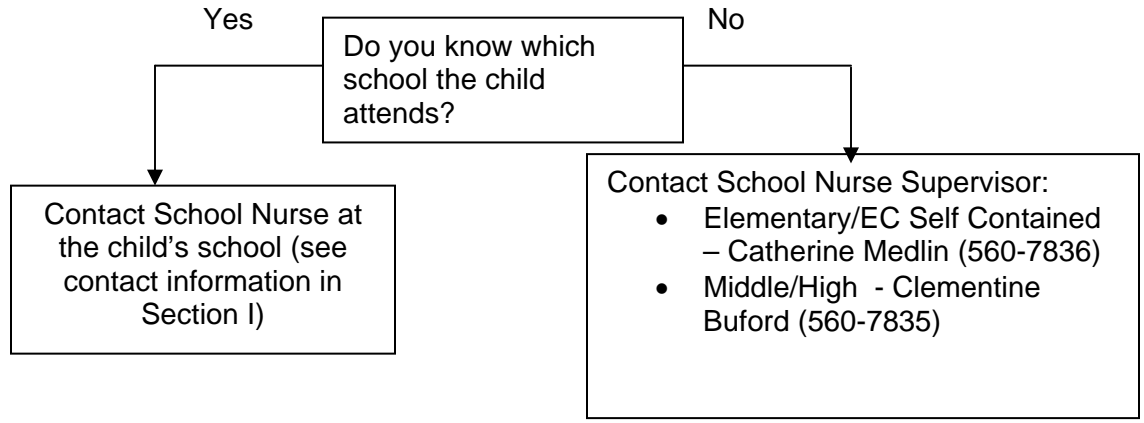 Yes
No
Do you know which
school the child
attends?
Contact School Nurse at
the child’s school (see
contact information in
Section I)
Contact School Nurse Supervisor:
• Elementary/EC Self Contained
– Catherine Medlin (560-7836)
• Middle/High - Clementine
Buford (560-7835)